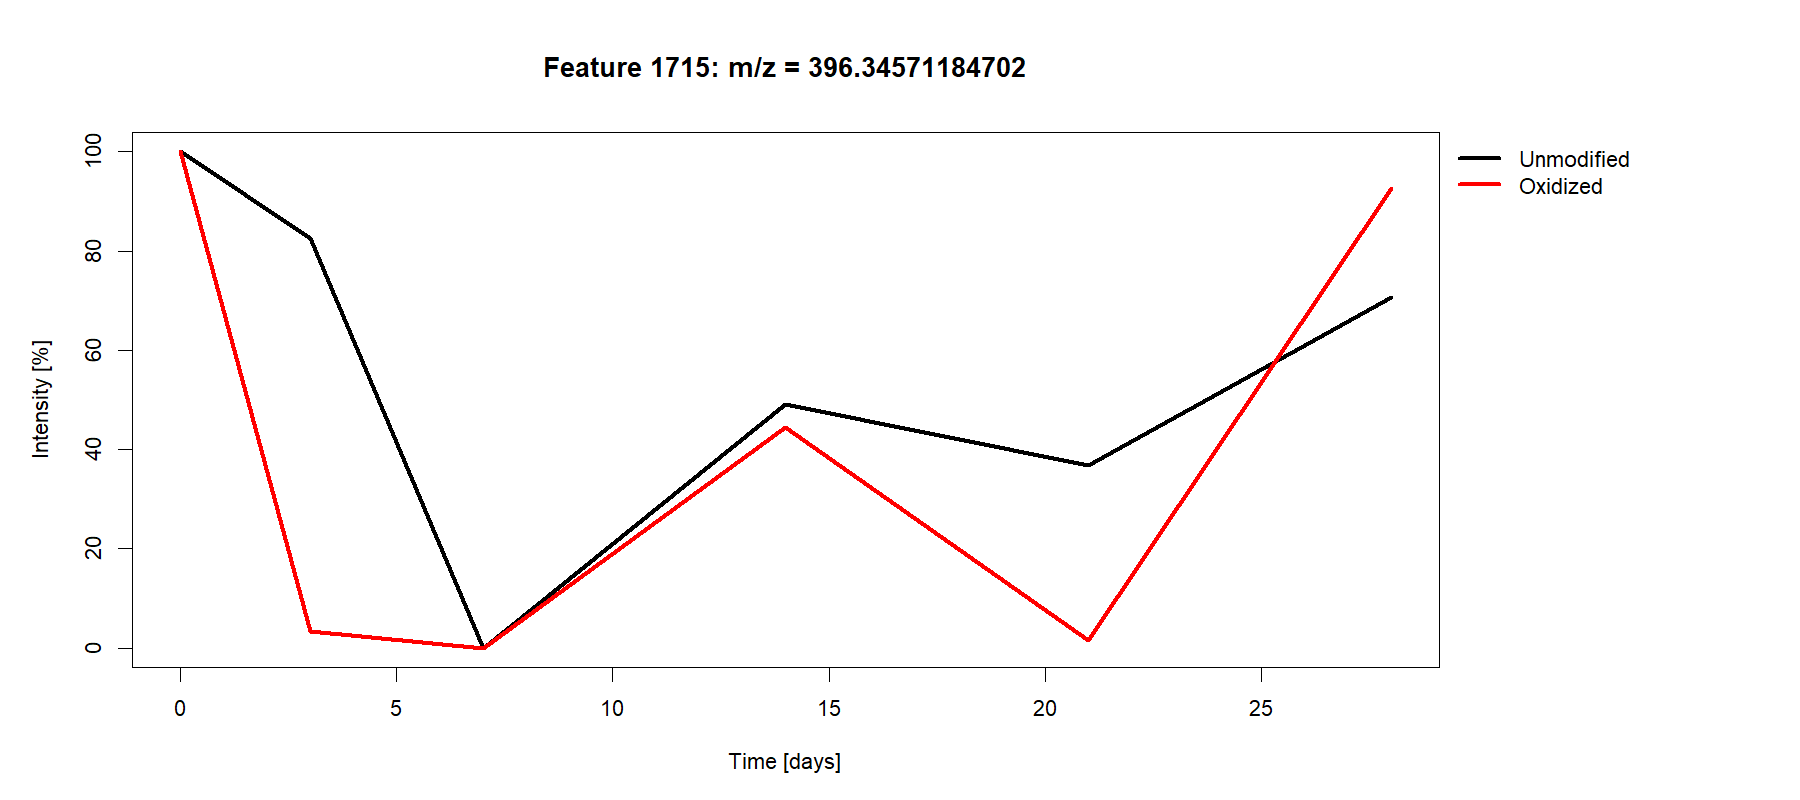 Feature 1715: m/z = 396.34571184702
Unmodified
Oxidized
Intensity [%]
100
80
60
40
20
0
0 5 10 15 20 25
Time [days]